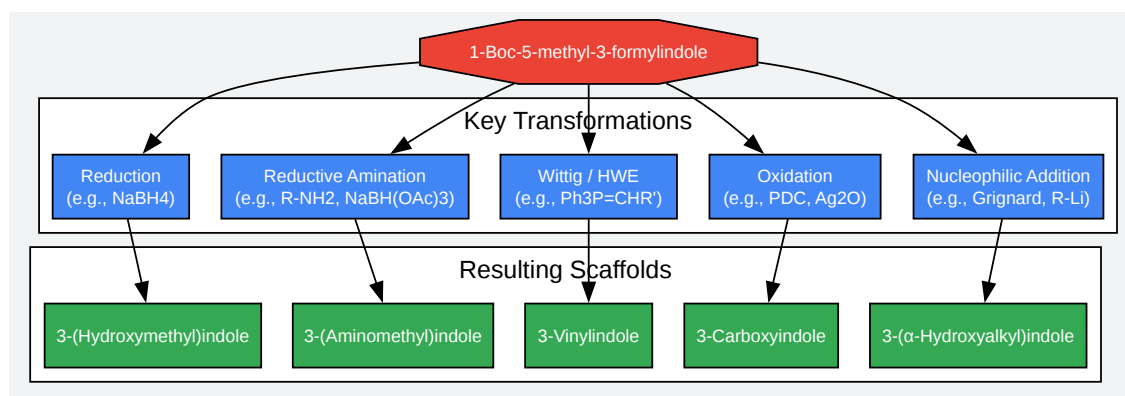 1-Boc-5-methyl-3-formylindole
Key Transformations
Reduction
(e.g., NaBH4)
Reductive Amination
(e.g., R-NH2, NaBH(OAc)3)
Wittig / HWE
(e.g., Ph3P=CHR')
Oxidation
(e.g., PDC, Ag2O)
Nucleophilic Addition
(e.g., Grignard, R-Li)
Resulting Scaffolds
3-(Hydroxymethyl)indole
3-(Aminomethyl)indole
3-Vinylindole
3-Carboxyindole
3-(α-Hydroxyalkyl)indole